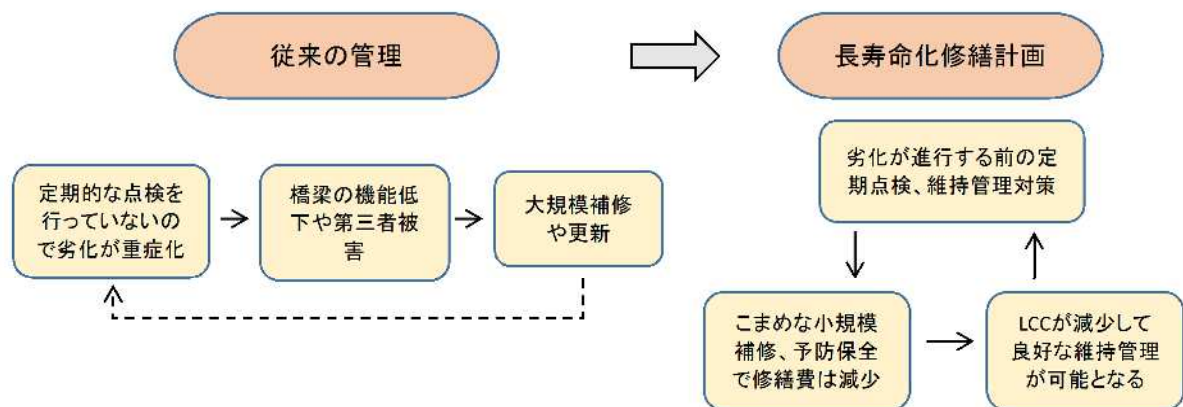 従来の管理
長寿命化修繕計画
定期的な点検を
行っていないの
で劣化が重症化
橋梁の機能低
下や第三者被
害
大規模補修
や更新
劣化が進行する前の定
期点検、維持管理対策
こまめな小規模
補修、予防保全
で修繕費は減少
LCCが減少して
良好な維持管理
が可能となる